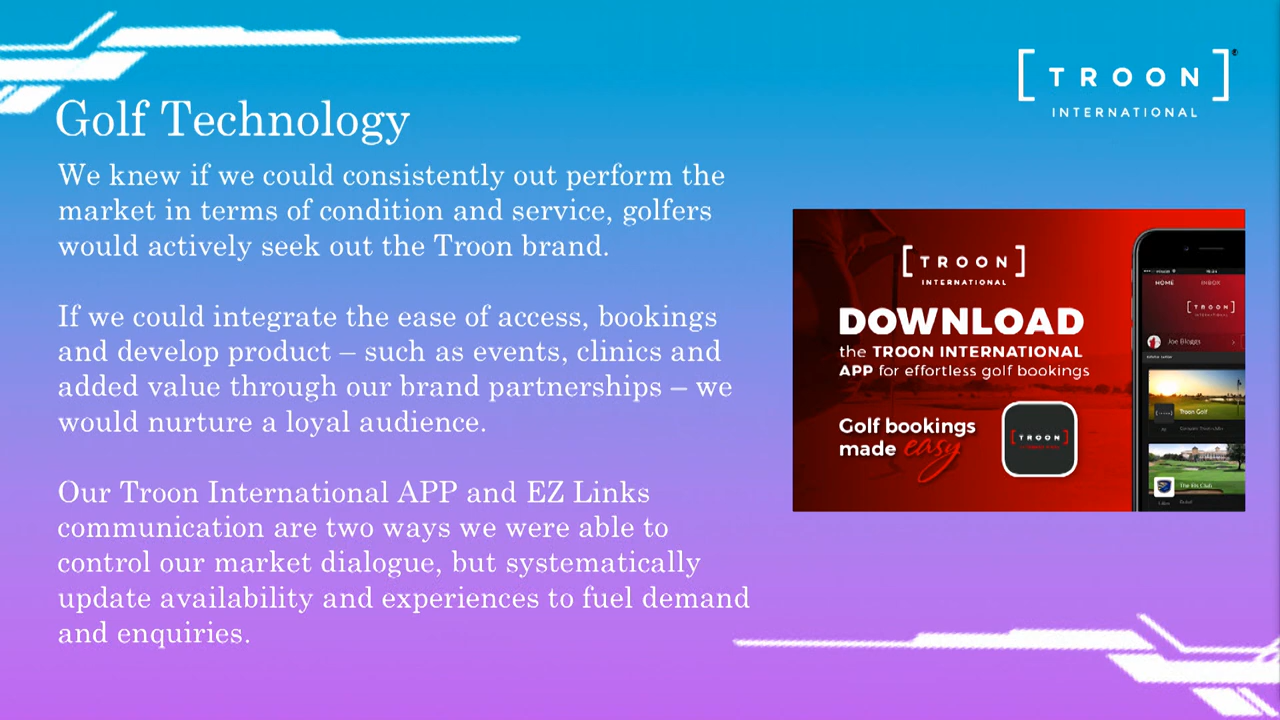 [TROON]®
INTERNATIONAL
Golf Technology
We knew if we could consistently out perform the
market in terms of condition and service, golfers
would actively seek out the Troon brand.
If we could integrate the ease of access, bookings
and develop product – such as events, clinics and
added value through our brand partnerships – we
would nurture a loyal audience.
Our Troon International APP and EZ Links
communication are two ways we were able to
control our market dialogue, but systematically
update availability and experiences to fuel demand
and enquiries.
[TROON]
INTERNATIONAL
DOWNLOAD
the TROON INTERNATIONAL
APP for effortless golf bookings
Golf bookings
made easy
[TROON]
HOME INBOX
[TROON]
Joe Bloggs
Troon Golf
The Els Club